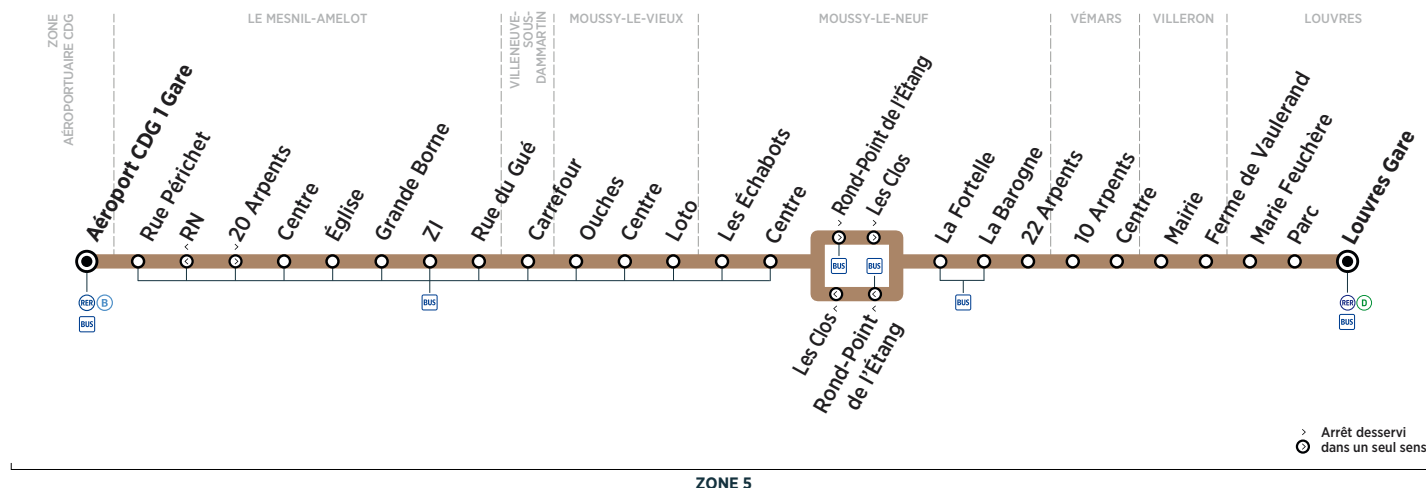 ZONE
AÉROPORTUAIRE CDG
LE MESNIL-AMELOT
VILLENEUVE-
SOUS-
DAMMARTIN
MOUSSY-LE-VIEUX
MOUSSY-LE-NEUF
VÉMARS
VILLERON
LOUVRES
Aéroport CDG 1 Gare
Rue Périchet
RN
20 Arpents
Centre
Église
Grande Borne
ZI
Rue du Gué
Carrefour
Ouches
Centre
Loto
Les Échabots
Centre
Rond-Point de l'Étang
Les Clos
La Fortelle
La Barogne
22 Arpents
10 Arpents
Centre
Mairie
Ferme de Vaulerand
Marie Feuchère
Parc
Louvres Gare
BUS
BUS
RER B
BUS
BUS
BUS
RER D
BUS
Les Clos
Rond-Point
de l'Étang
Arrêt desservi
dans un seul sens
ZONE 5